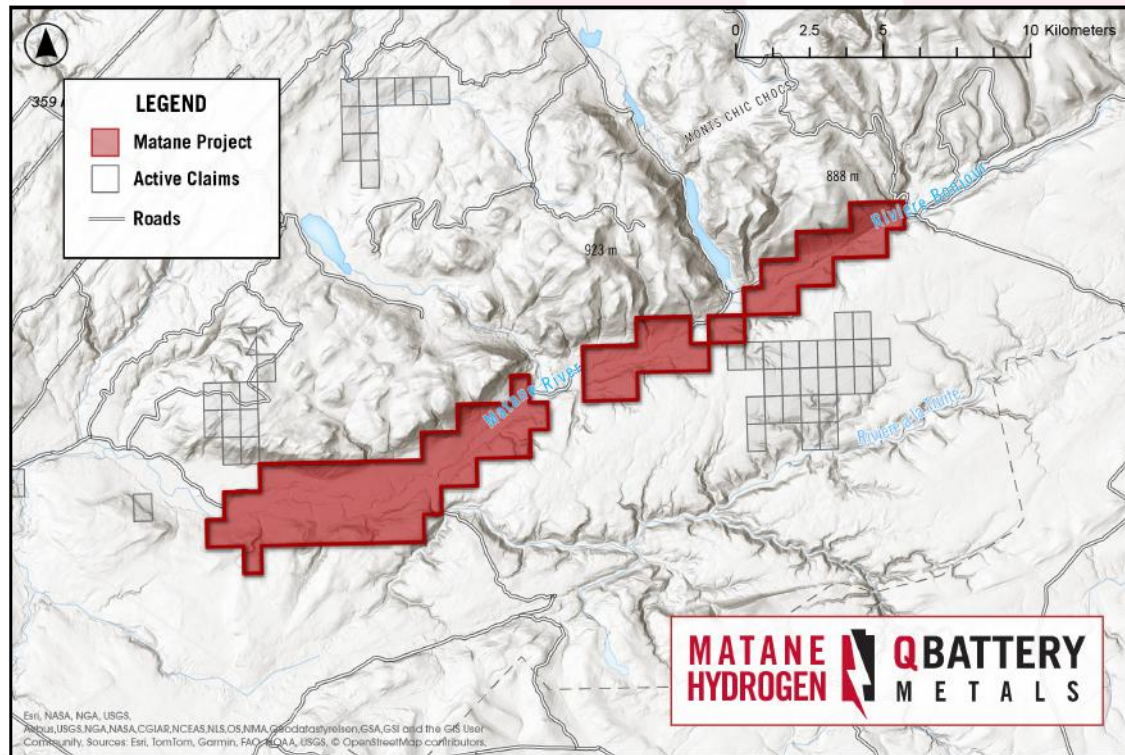 0 2.5 5 10 Kilometers
LEGEND
359
Matane Project
Active Claims
Roads
MONTS CHIC CHOCS
888 m
Rivière Bonjour
923 m
Matane River
Rivière à la Truite
MATANE
HYDROGEN
QBATTERY
METALS
Esri, NASA, NGA, USGS,
Airbus,USGS,NGA,NASA,CGIAR,NCEAS,NLS,OS,NMA,Geodatastyrelsen,GSA,GSI and the GIS User
Community, Sources: Esri, TomTom, Garmin, FAO, NOAA, USGS, © OpenStreetMap contributors,